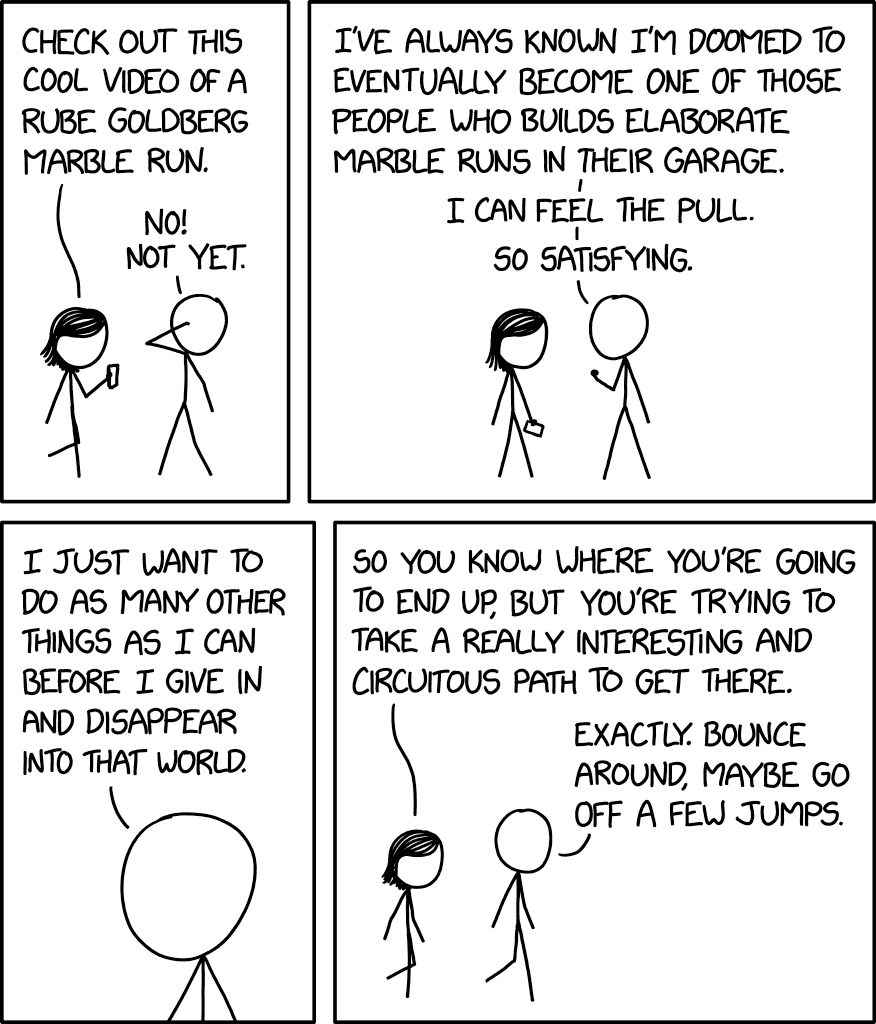 CHECK OUT THIS
COOL VIDEO OF A
RUBE GOLDBERG
MARBLE RUN.
NO!
NOT YET.
I'VE ALWAYS KNOWN I'M DOOMED TO
EVENTUALLY BECOME ONE OF THOSE
PEOPLE WHO BUILDS ELABORATE
MARBLE RUNS IN THEIR GARAGE.
I CAN FEEL THE PULL.
SO SATISFYING.
I JUST WANT TO
DO AS MANY OTHER
THINGS AS I CAN
BEFORE I GIVE IN
AND DISAPPEAR
INTO THAT WORLD.
SO YOU KNOW WHERE YOU'RE GOING
TO END UP, BUT YOU'RE TRYING TO
TAKE A REALLY INTERESTING AND
CIRCUITOUS PATH TO GET THERE.
EXACTLY. BOUNCE
AROUND, MAYBE GO
OFF A FEW JUMPS.